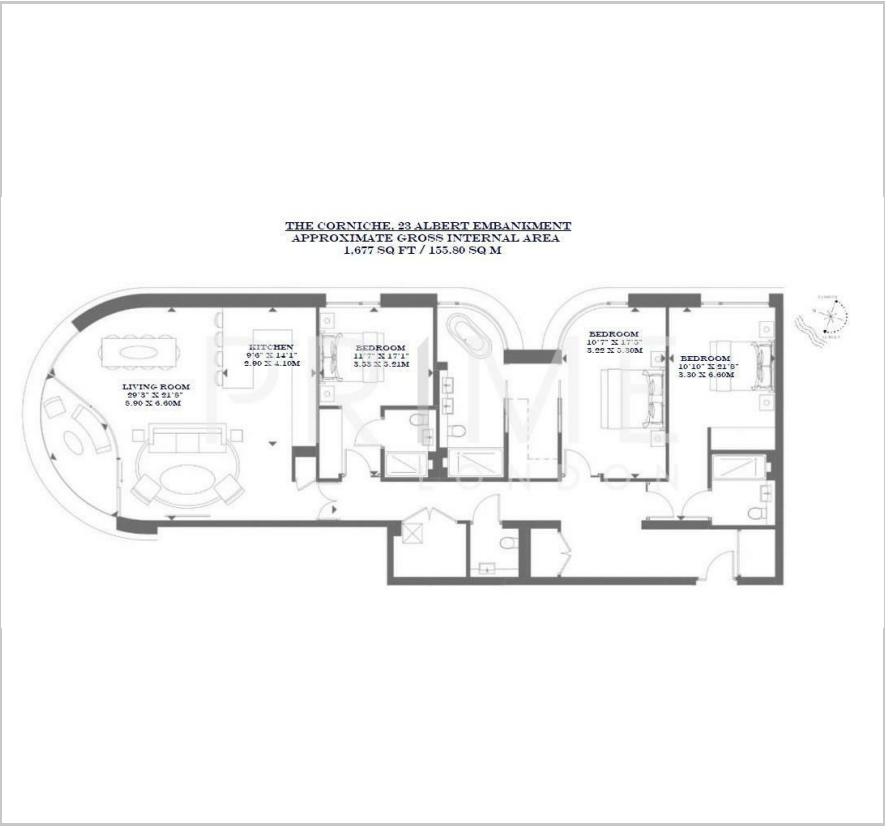 THE CORNICHE, 23 ALBERT EMBANKMENT
APPROXIMATE GROSS INTERNAL AREA
1,677 SQ FT / 155.80 SQ M
KITCHEN
9'6" X 14'1"
2.90 X 4.10M
BEDROOM
11'7" X 17'1"
3.53 X 5.21M
BEDROOM
10'7" X 17'5"
3.22 X 5.30M
BEDROOM
10'10" X 21'8"
3.30 X 6.60M
LIVING ROOM
29'3" X 21'8"
8.90 X 6.60M
PRIME
LONDON
N